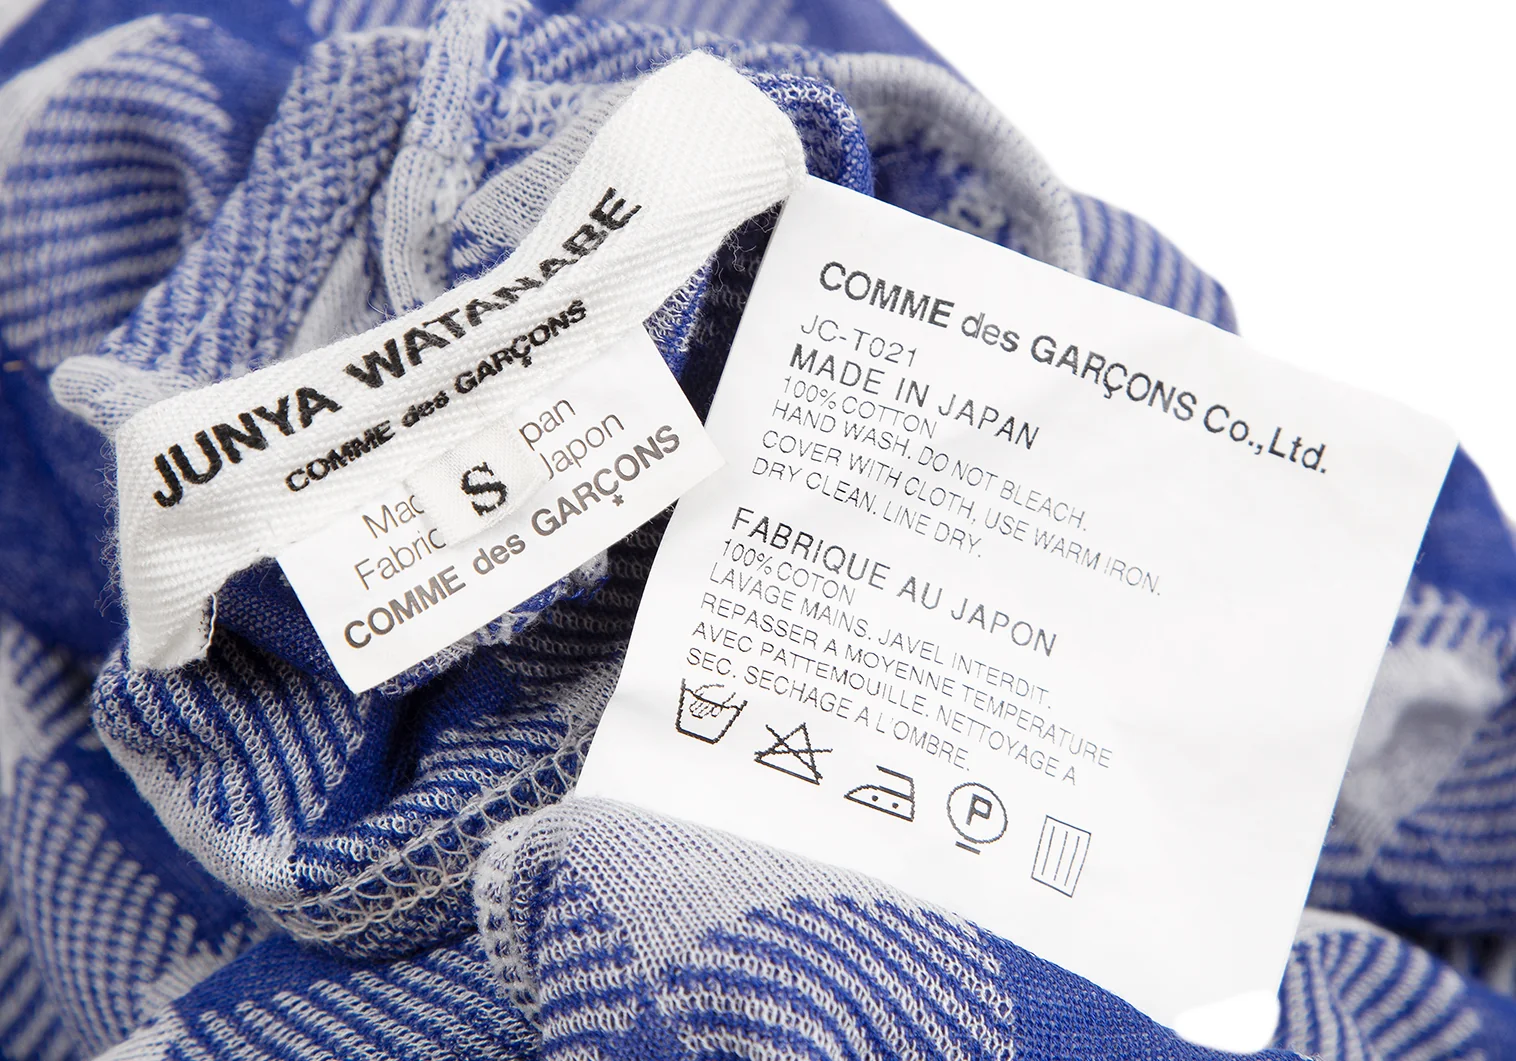 JUNYA WATANABE
COMME des GARÇONS
S
pan
Japon
COMME des GARÇONS
COMME des GARÇONS Co.,Ltd.
JC-T021
MADE IN JAPAN
100% COTTON
HAND WASH. DO NOT BLEACH.
COVER WITH CLOTH, USE WARM IRON.
DRY CLEAN. LINE DRY.
FABRIQUE AU JAPON
100% COTON
LAVAGE MAINS. JAVEL INTERDIT.
REPASSER A MOYENNE TEMPERATURE
AVEC PATTEMOUILLE. NETTOYAGE A
SEC. SECHAGE A L'OMBRE.
P